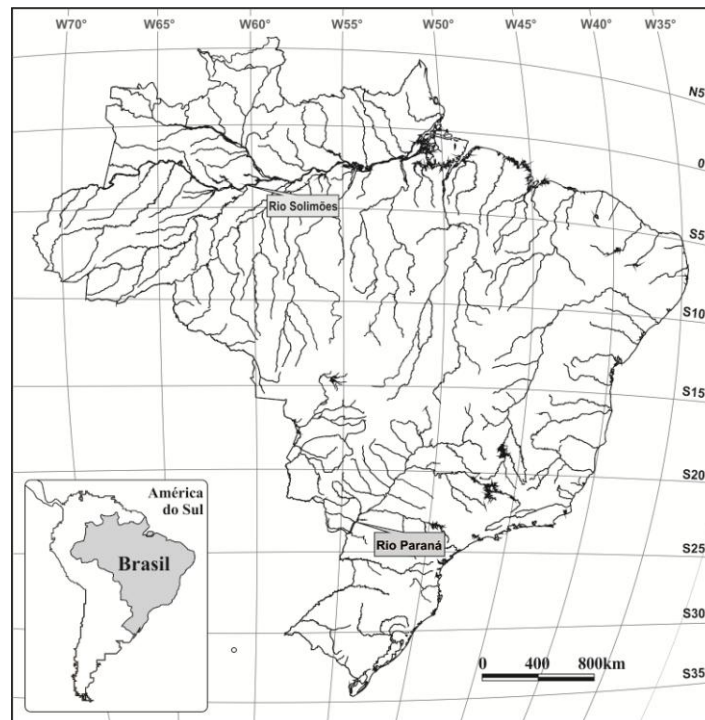 W70° W65° W60° W55° W50° W45° W40° W35°
N5
0
Rio Solimões
S5
S10
S15
S20
América
do Sul
Brasil
Rio Paraná
S25
S30
0 400 800km
S35